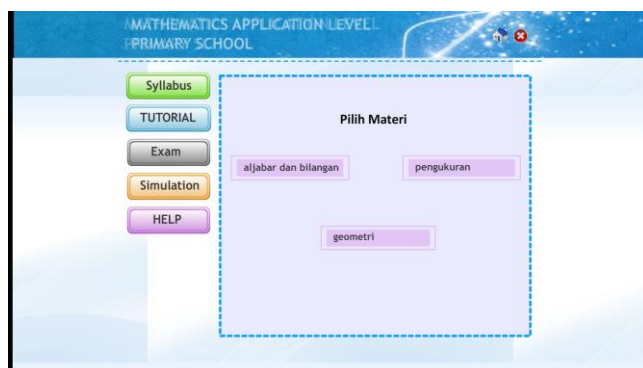 MATHEMATICS APPLICATION LEVEL
PRIMARY SCHOOL
Syllabus
TUTORIAL
Exam
Simulation
HELP
Pilih Materi
aljabar dan bilangan
pengukuran
geometri